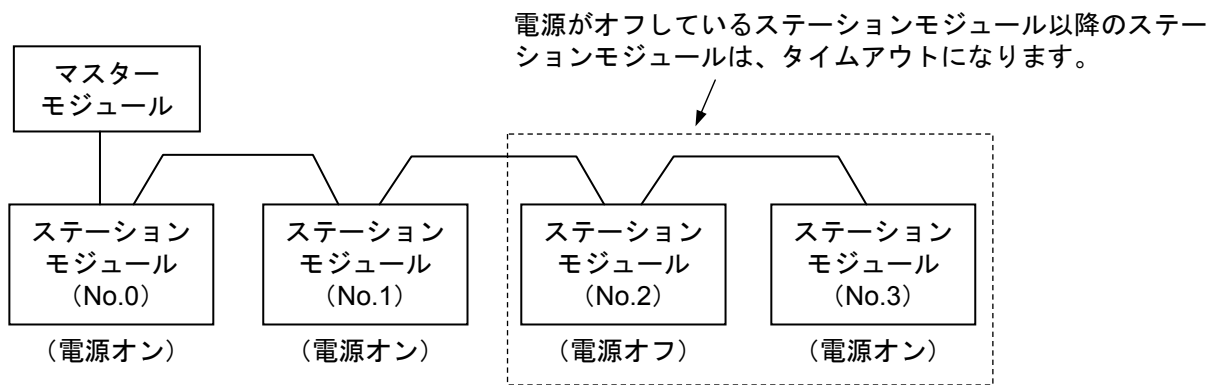 電源がオフしているステーションモジュール以降のステー
ションモジュールは、タイムアウトになります。
マスター
モジュール
ステーション
モジュール
（No.0）
（電源オン）
ステーション
モジュール
（No.1）
（電源オン）
ステーション
モジュール
（No.2）
（電源オフ）
ステーション
モジュール
（No.3）
（電源オン）